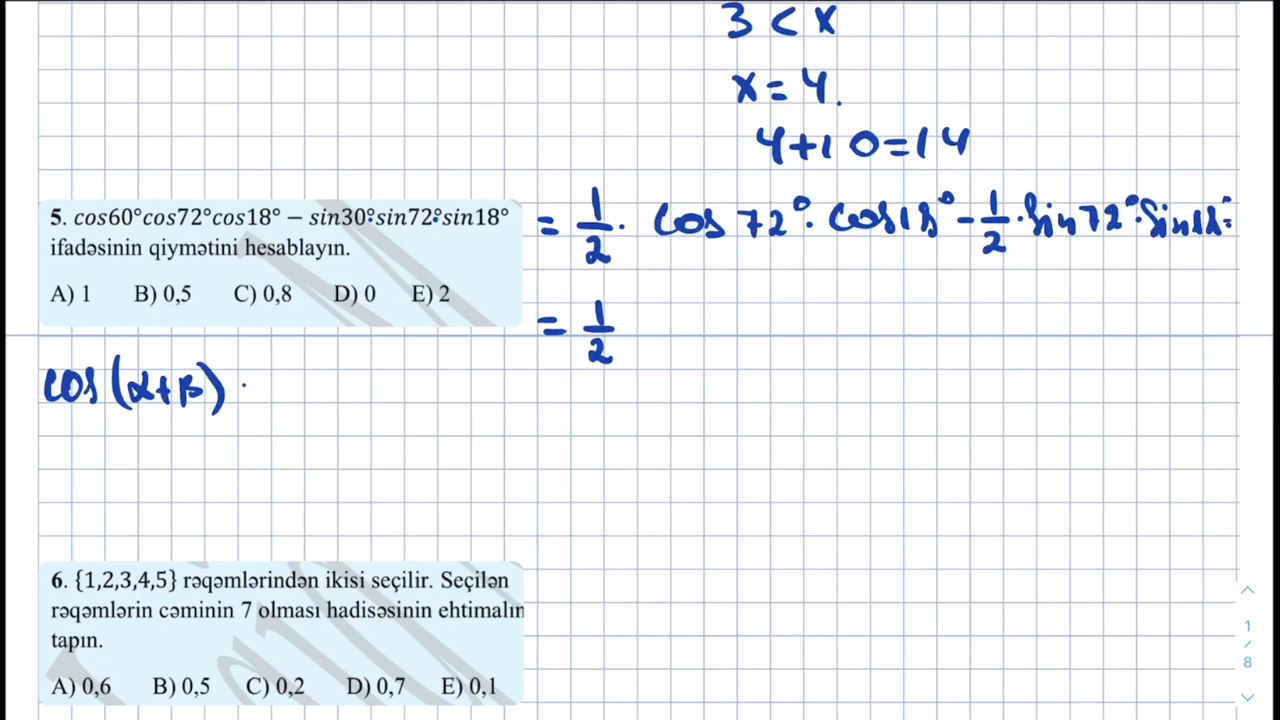 3 < x
x = 4.
4+10=14
5. cos60°cos72°cos18° − sin30°sin72°sin18°
ifadəsinin qiymətini hesablayın.
A) 1 B) 0,5 C) 0,8 D) 0 E) 2
= 1/2 · cos 72° · cos18° − 1/2 · sin72° · sin18° =
= 1/2
cos (α+β) ·
6. {1,2,3,4,5} rəqəmlərindən ikisi seçilir. Seçilən
rəqəmlərin cəminin 7 olması hadisəsinin ehtimalın
tapın.
A) 0,6 B) 0,5 C) 0,2 D) 0,7 E) 0,1
1
/
8